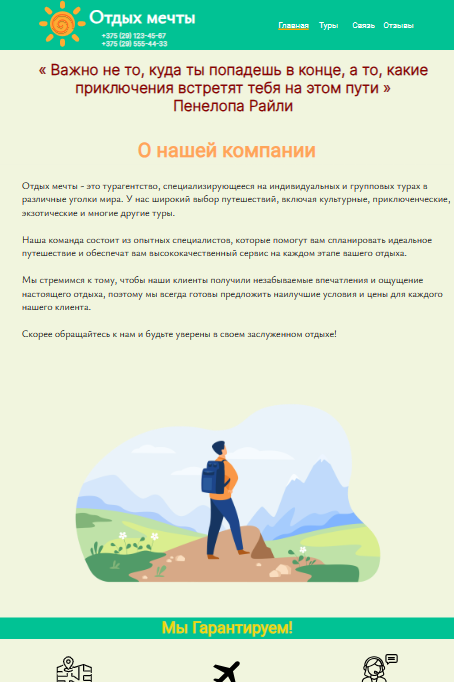 Отдых мечты
+375 (29) 123-45-67
+375 (29) 555-44-33
Главная Туры Связь Отзывы
« Важно не то, куда ты попадешь в конце, а то, какие
приключения встретят тебя на этом пути »
Пенелопа Райли
О нашей компании
Отдых мечты - это турагентство, специализирующееся на индивидуальных и групповых турах в
различные уголки мира. У нас широкий выбор путешествий, включая культурные, приключенческие,
экзотические и многие другие туры.
Наша команда состоит из опытных специалистов, которые помогут вам спланировать идеальное
путешествие и обеспечат вам высококачественный сервис на каждом этапе вашего отдыха.
Мы стремимся к тому, чтобы наши клиенты получили незабываемые впечатления и ощущение
настоящего отдыха, поэтому мы всегда готовы предложить наилучшие условия и цены для каждого
нашего клиента.
Скорее обращайтесь к нам и будьте уверены в своем заслуженном отдыхе!
Мы Гарантируем!